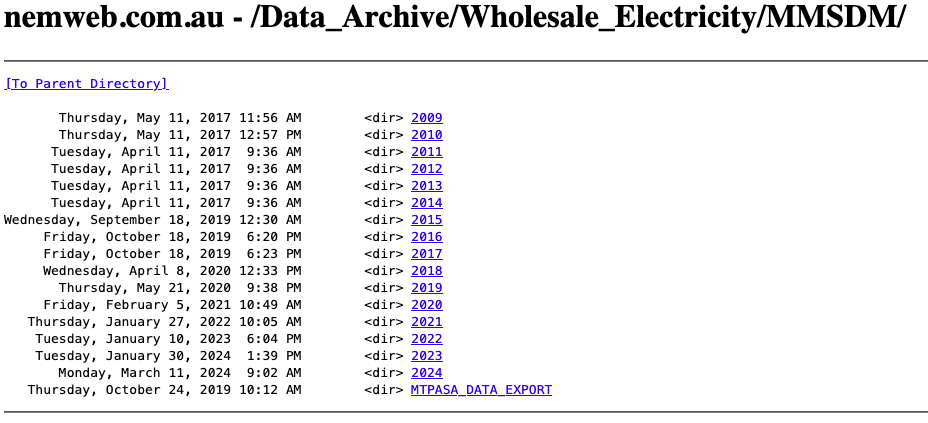 nemweb.com.au - /Data_Archive/Wholesale_Electricity/MMSDM/
[To Parent Directory]
Thursday, May 11, 2017 11:56 AM <dir> 2009
Thursday, May 11, 2017 12:57 PM <dir> 2010
Tuesday, April 11, 2017 9:36 AM <dir> 2011
Tuesday, April 11, 2017 9:36 AM <dir> 2012
Tuesday, April 11, 2017 9:36 AM <dir> 2013
Tuesday, April 11, 2017 9:36 AM <dir> 2014
Wednesday, September 18, 2019 12:30 AM <dir> 2015
Friday, October 18, 2019 6:20 PM <dir> 2016
Friday, October 18, 2019 6:23 PM <dir> 2017
Wednesday, April 8, 2020 12:33 PM <dir> 2018
Thursday, May 21, 2020 9:38 PM <dir> 2019
Friday, February 5, 2021 10:49 AM <dir> 2020
Thursday, January 27, 2022 10:05 AM <dir> 2021
Tuesday, January 10, 2023 6:04 PM <dir> 2022
Tuesday, January 30, 2024 1:39 PM <dir> 2023
Monday, March 11, 2024 9:02 AM <dir> 2024
Thursday, October 24, 2019 10:12 AM <dir> MTPASA_DATA_EXPORT